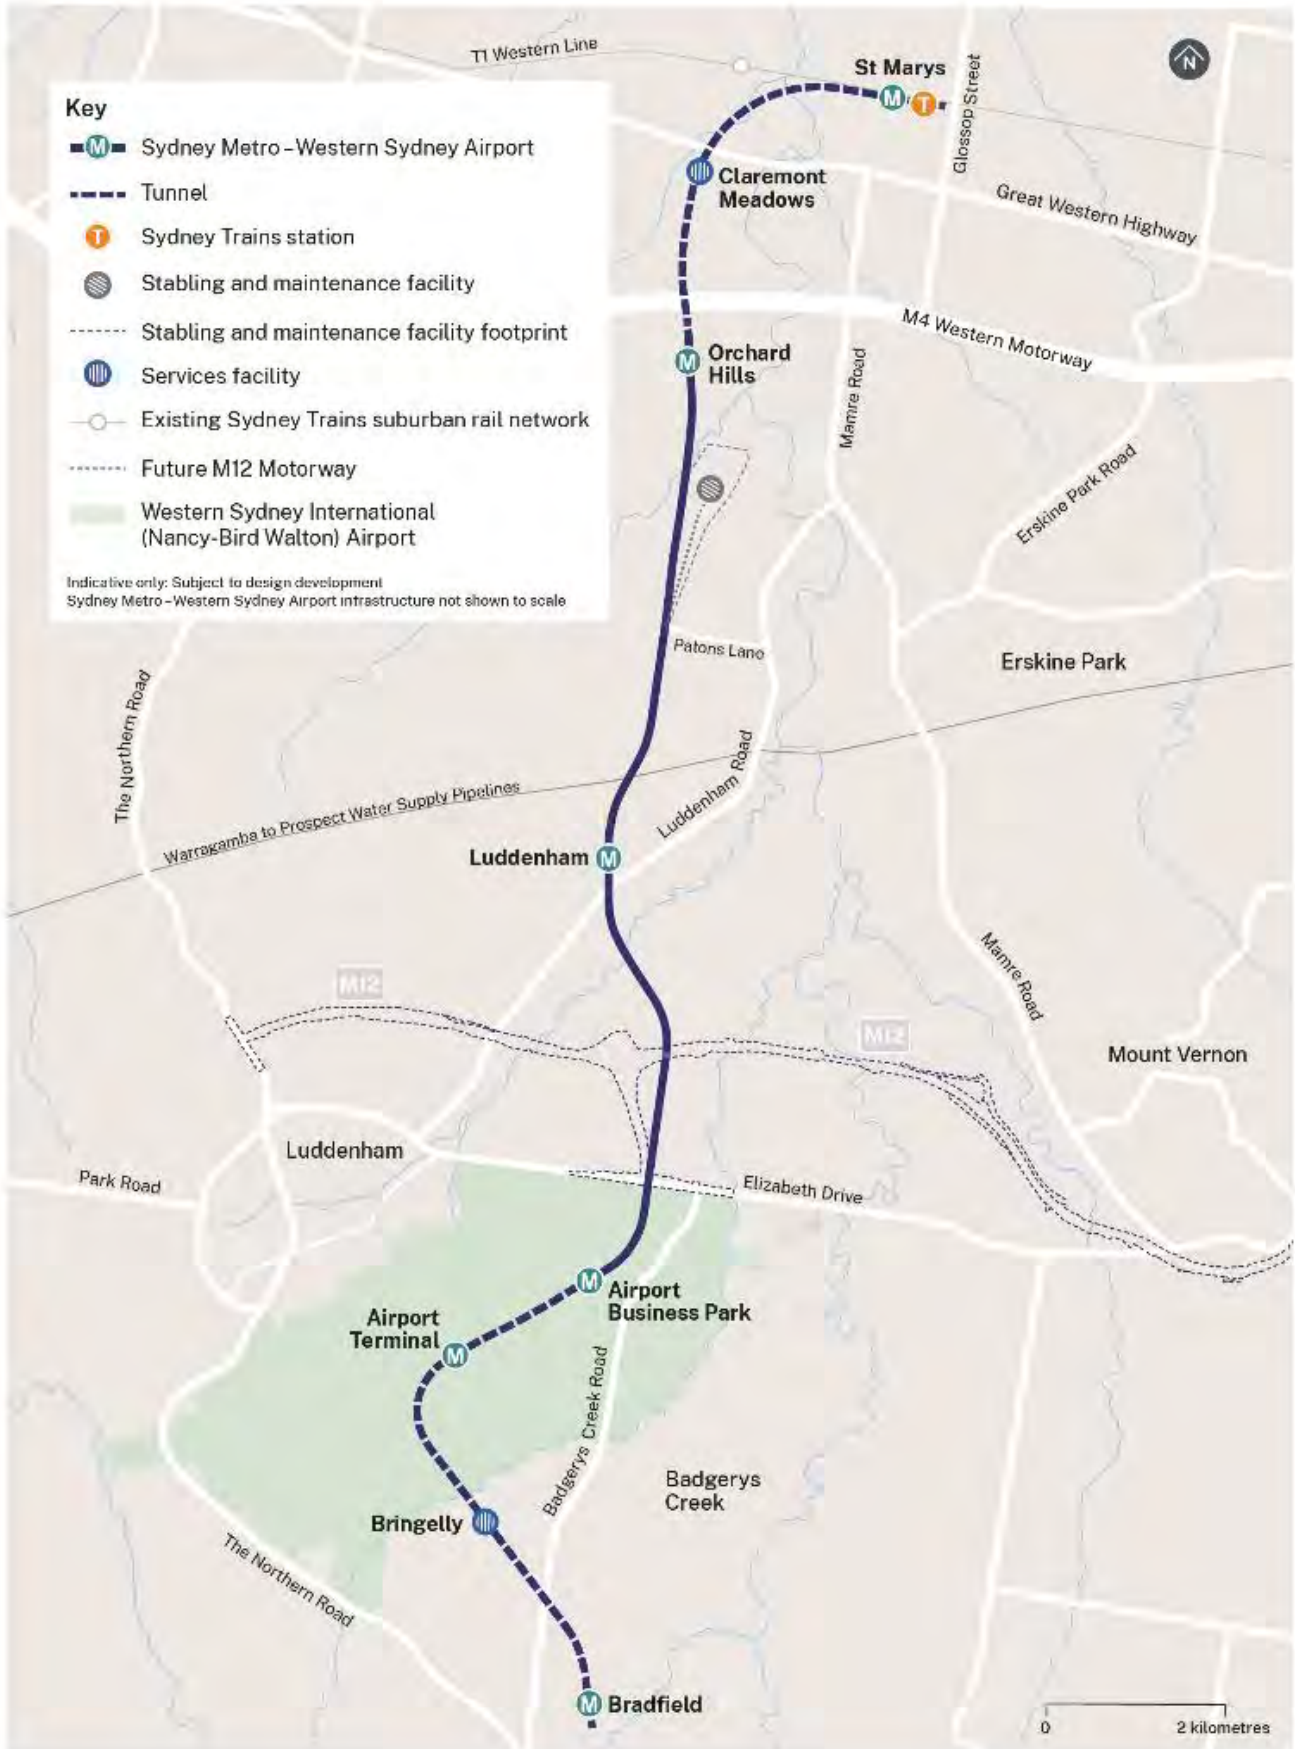 T1 Western Line
St Marys
M
T
N
Glossop Street
Key
M
Sydney Metro – Western Sydney Airport
Tunnel
T
Sydney Trains station
Stabling and maintenance facility
Stabling and maintenance facility footprint
Services facility
Existing Sydney Trains suburban rail network
Future M12 Motorway
Western Sydney International
(Nancy-Bird Walton) Airport
Indicative only: Subject to design development
Sydney Metro – Western Sydney Airport infrastructure not shown to scale
Claremont
Meadows
Great Western Highway
M4 Western Motorway
M
Orchard
Hills
Mamre Road
Erskine Park Road
Patons Lane
Erskine Park
The Northern Road
Luddenham Road
Warragamba to Prospect Water Supply Pipelines
Luddenham
M
Mamre Road
M12
M12
Mount Vernon
Luddenham
Park Road
Elizabeth Drive
M
Airport
Business Park
Airport
Terminal
M
Badgerys Creek Road
Badgerys
Creek
Bringelly
The Northern Road
M
Bradfield
0
2 kilometres